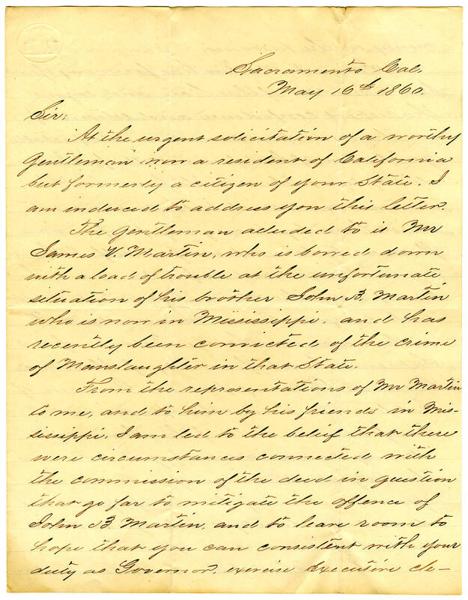 Sacramento Cal.
May 16th 1860.
Sir:
At the urgent solicitation of a worthy
Gentleman now a resident of California
but formerly a citizen of your State. I
am induced to address you this letter.
The gentleman alluded to is Mr
James V. Martin, who is bowed down
with a load of trouble at the unfortunate
situation of his brother John B. Martin
who is now in Mississippi. and has
recently been convicted of the crime
of Manslaughter in that State.
From the representations of Mr Martin
to me, and to him by his friends in Mis-
sissippi. I am led to the belief that there
were circumstances connected with
the commission of the deed in question
that go far to mitigate the offence of
John B. Martin. and to leave room to
hope that you can consistent with your
duty as Governor. exercise Executive cle-